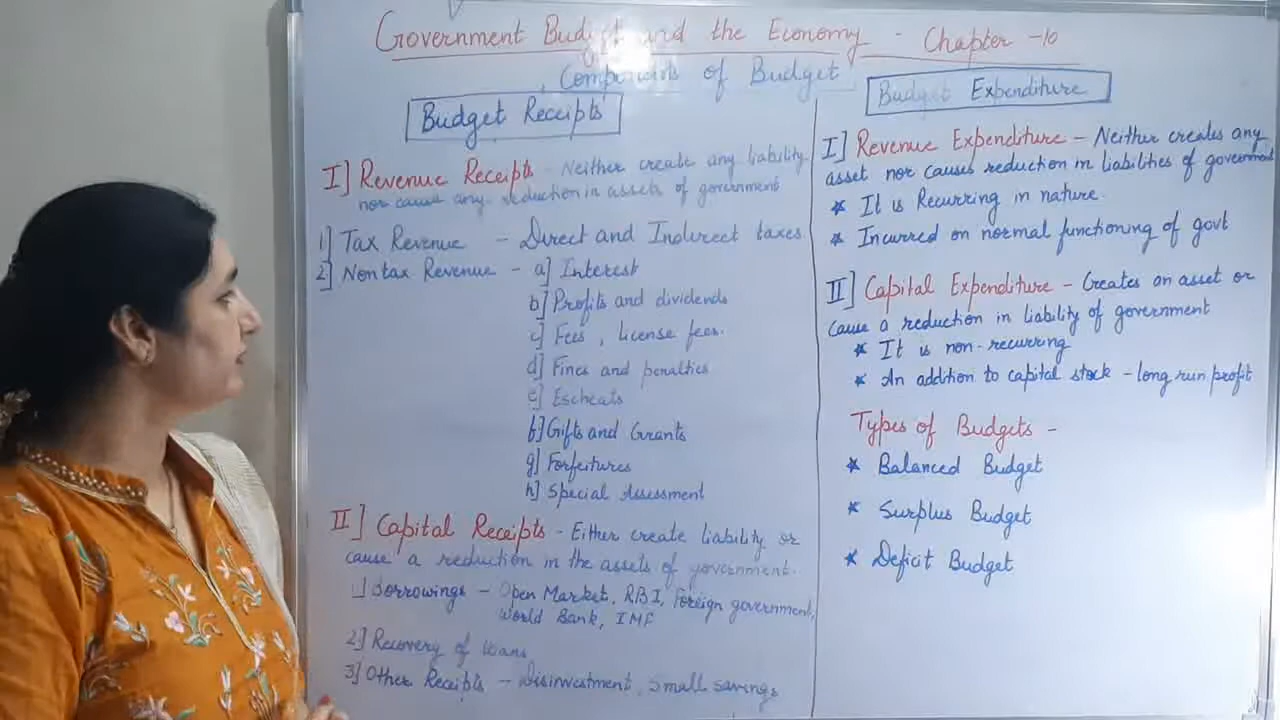 Government Budget and the Economy - Chapter -10
Components of Budget
Budget Receipts
I] Revenue Receipts - Neither create any liability
nor cause any reduction in assets of government
1] Tax Revenue - Direct and Indirect taxes
2] Non tax Revenue - a] Interest
b] Profits and dividends
c] Fees, License fees.
d] Fines and penalties
e] Escheats
f] Gifts and Grants
g] Forfeitures
h] Special Assessment
II] Capital Receipts - Either create liability or
cause a reduction in the assets of government.
1] Borrowings - Open Market, RBI, Foreign government,
World Bank, IMF
2] Recovery of loans
3] Other Receipts - Disinvestment, Small savings
Budget Expenditure
I] Revenue Expenditure - Neither creates any
asset nor causes reduction in liabilities of government
* It is Recurring in nature.
* Incurred on normal functioning of govt
II] Capital Expenditure - Creates an asset or
cause a reduction in liability of government
* It is non-recurring
* An addition to capital stock - long run profit
Types of Budgets -
* Balanced Budget
* Surplus Budget
* Deficit Budget